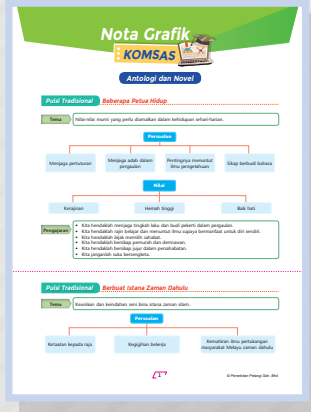 Nota Grafik
KOMSAS
Antologi dan Novel
Puisi Tradisional
Beberapa Petua Hidup
Tema
Nilai-nilai murni yang perlu diamalkan dalam kehidupan seharian-harian.
Persoalan
Menjaga pertuturan
Menjaga adab dalam
pergaulan
Pentingnya menuntut
ilmu pengetahuan
Sikap berbudi bahasa
Nilai
Kerajinan
Hemah tinggi
Baik hati
Pengajaran
• Kita hendaklah menjaga tingkah laku dan budi pekerti dalam pergaulan.
• Kita hendaklah rajin belajar dan menuntut ilmu supaya bermanfaat untuk diri sendiri.
• Kita hendaklah bijak memilih sahabat.
• Kita hendaklah bersikap pemurah dan dermawan.
• Kita hendaklah bersikap jujur dalam persahabatan.
• Kita janganlah suka bersengketa.
Puisi Tradisional
Berbuat Istana Zaman Dahulu
Tema
Keunikan dan keindahan seni bina istana zaman silam.
Persoalan
Ketaatan kepada raja
Kegigihan bekerja
Kemahiran ilmu pertukangan
masyarakat Melayu zaman dahulu
1
© Penerbitan Pelangi Sdn. Bhd.